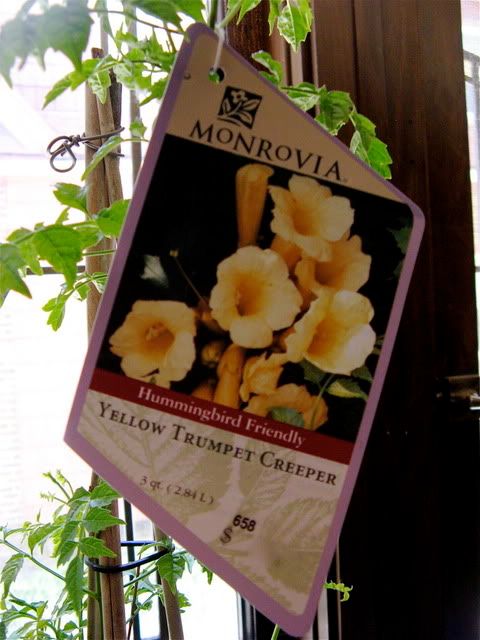 MONROVIA®
Hummingbird Friendly
YELLOW TRUMPET CREEPER
3 qt. (2.84 L)
658
$